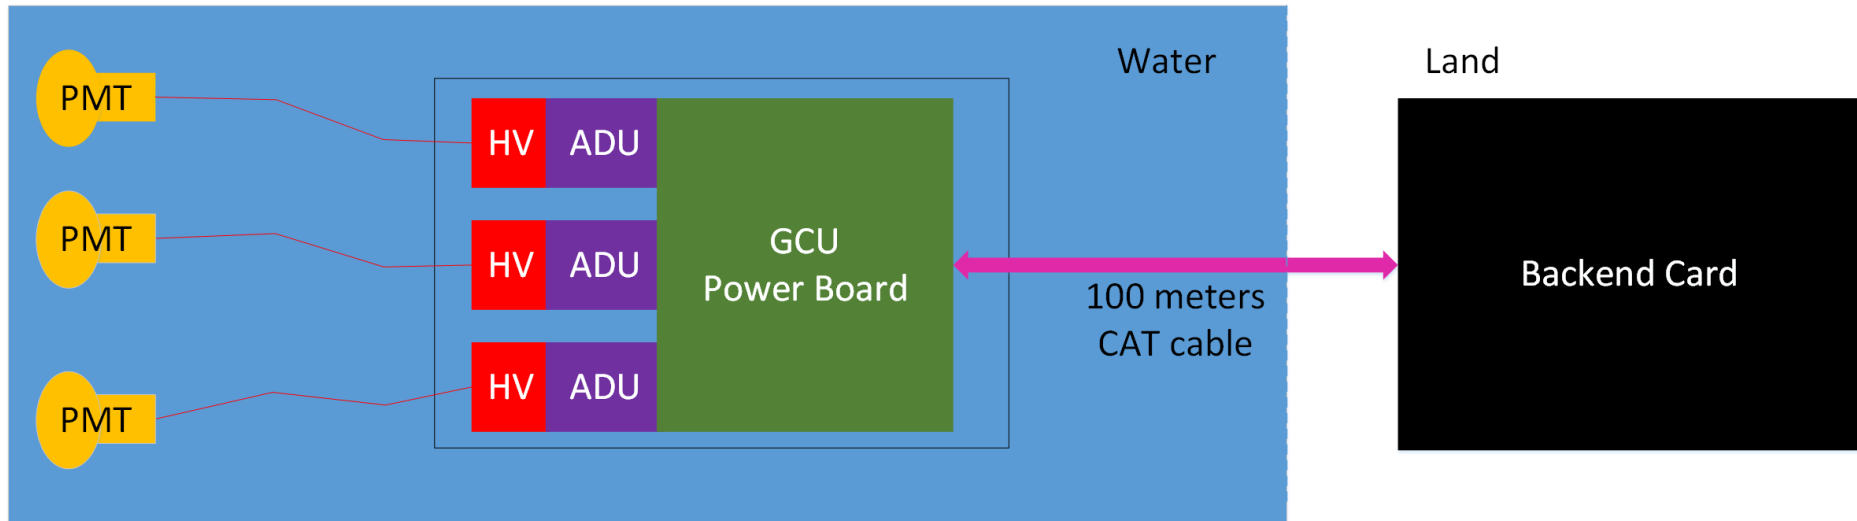 Water
Land
PMT
HV ADU
PMT
HV ADU
GCU
Power Board
100 meters
CAT cable
Backend Card
PMT
HV ADU